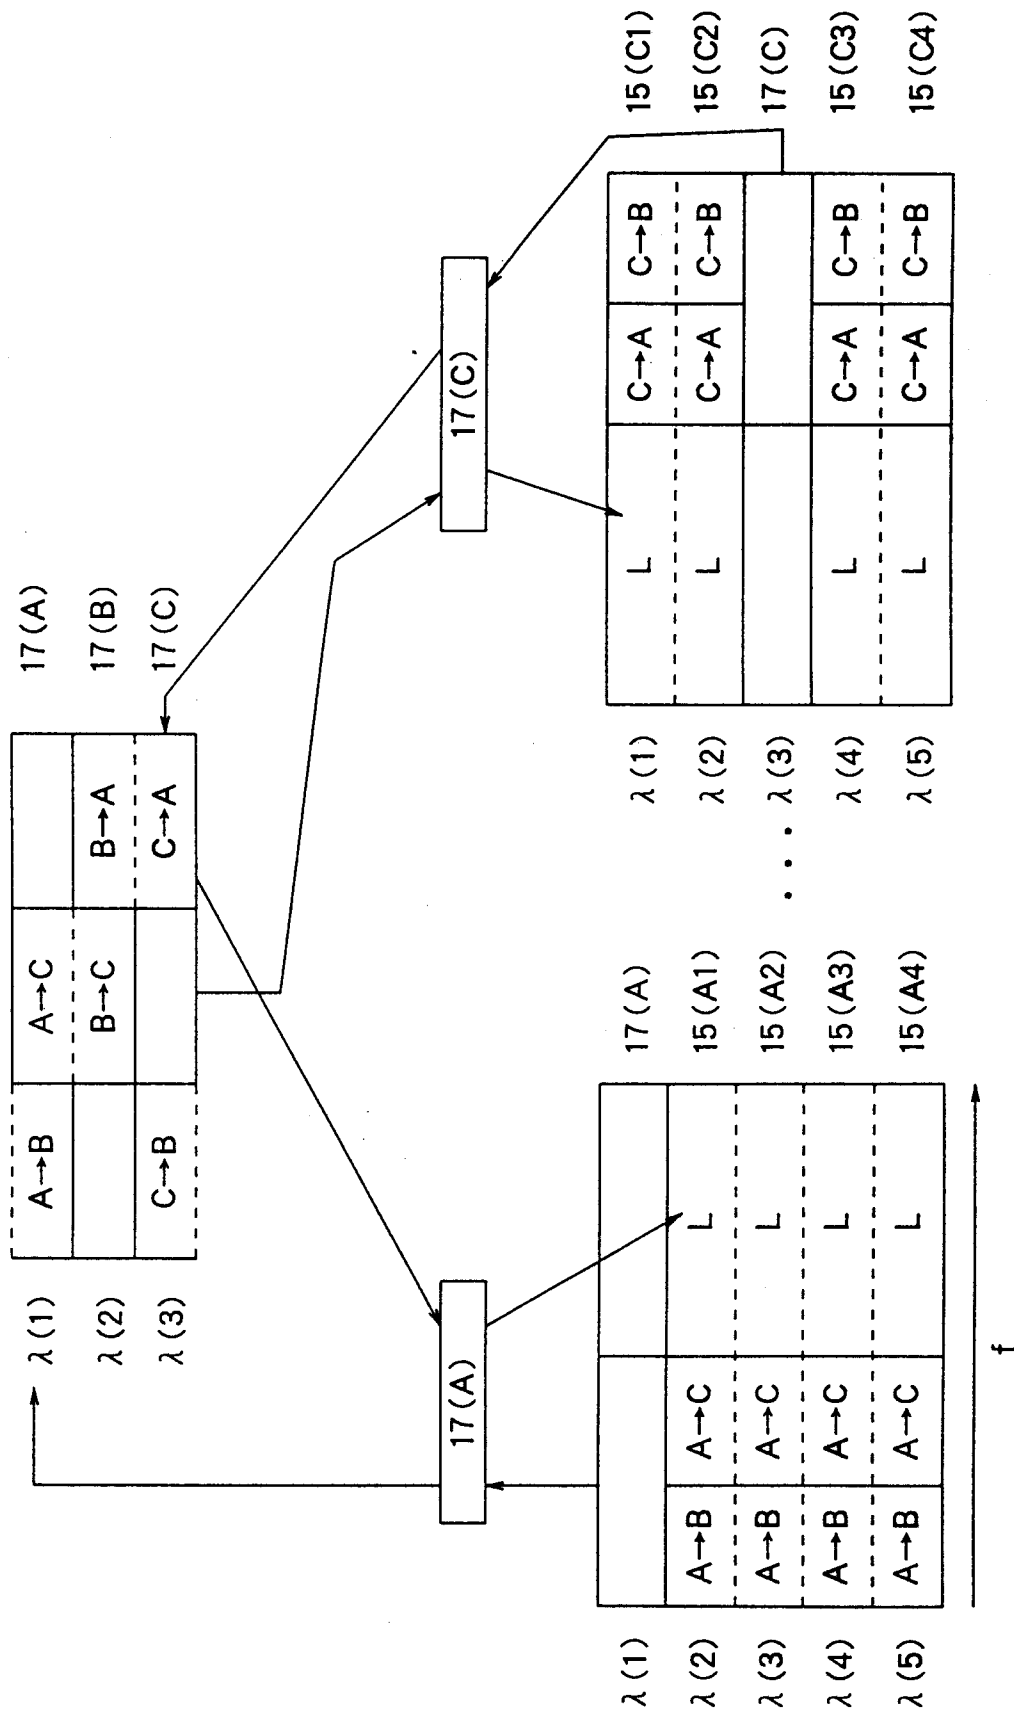 λ(1) A→B A→C 17(A)
λ(2) B→C B→A 17(B)
λ(3) C→B C→A 17(C)
17(A)
17(C)
λ(1) 17(A)
λ(2) A→B A→C L 15(A1)
λ(3) A→B A→C L 15(A2)
λ(4) A→B A→C L 15(A3)
λ(5) A→B A→C L 15(A4)
f
...
λ(1) L C→A C→B 15(C1)
λ(2) L C→A C→B 15(C2)
λ(3) 17(C)
λ(4) L C→A C→B 15(C3)
λ(5) L C→A C→B 15(C4)